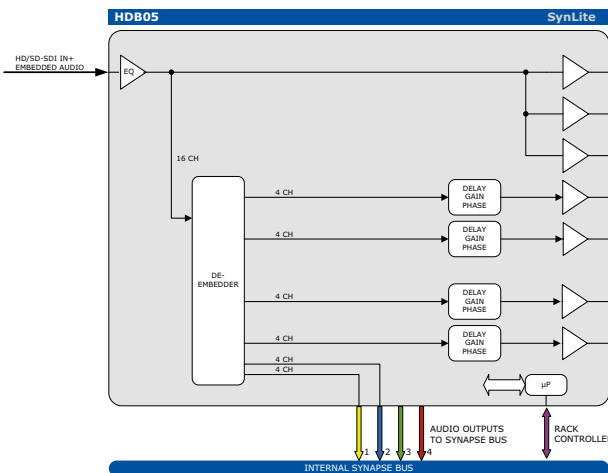 HDB05
SynLite
HD/SD-SDI IN+
EMBEDDED AUDIO
EQ
16 CH
4 CH
DELAY
GAIN
PHASE
4 CH
DELAY
GAIN
PHASE
DE-
EMBEDDER
4 CH
DELAY
GAIN
PHASE
4 CH
DELAY
GAIN
PHASE
4 CH
4 CH
µP
AUDIO OUTPUTS
TO SYNAPSE BUS
RACK
CONTROLLER
1
2
3
4
INTERNAL SYNAPSE BUS